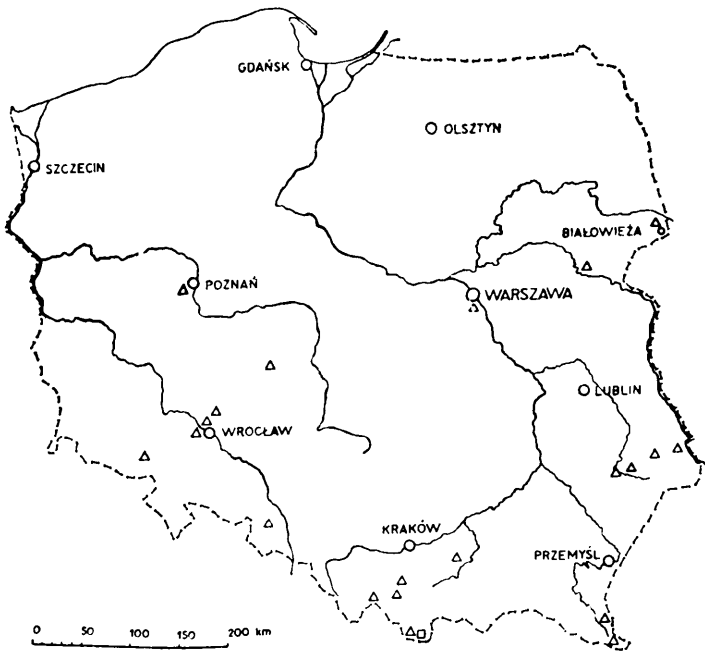 GDAŃSK
OLSZTYN
SZCZECIN
BIAŁOWIEŻA
POZNAŃ
WARSZAWA
LUBLIN
WROCŁAW
KRAKÓW
PRZEMYŚL
0 50 100 150 200 km